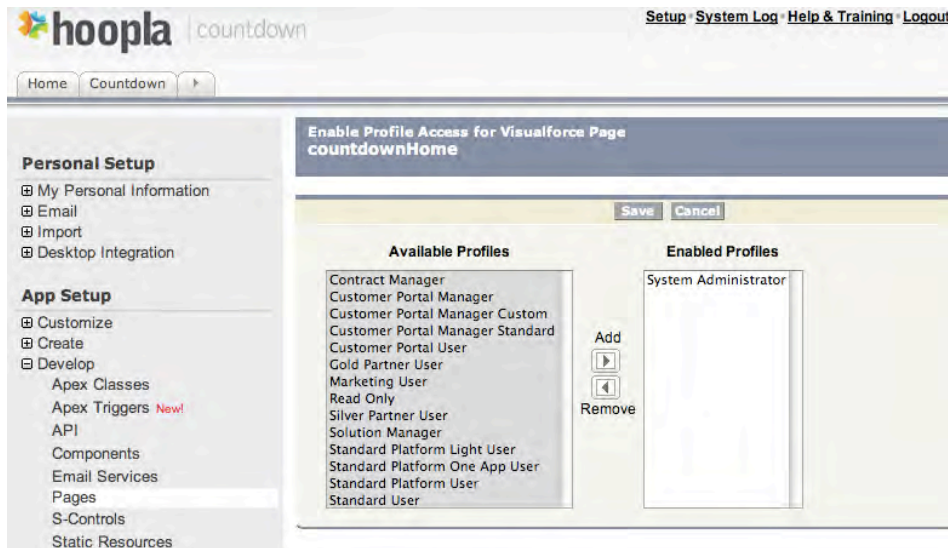 hoopla countdown
Setup · System Log · Help & Training · Logout
Home Countdown
Personal Setup
My Personal Information
Email
Import
Desktop Integration
App Setup
Customize
Create
Develop
Apex Classes
Apex Triggers New!
API
Components
Email Services
Pages
S-Controls
Static Resources
Enable Profile Access for Visualforce Page
countdownHome
Save Cancel
Available Profiles
Contract Manager
Customer Portal Manager
Customer Portal Manager Custom
Customer Portal Manager Standard
Customer Portal User
Gold Partner User
Marketing User
Read Only
Silver Partner User
Solution Manager
Standard Platform Light User
Standard Platform One App User
Standard Platform User
Standard User
Add
Remove
Enabled Profiles
System Administrator